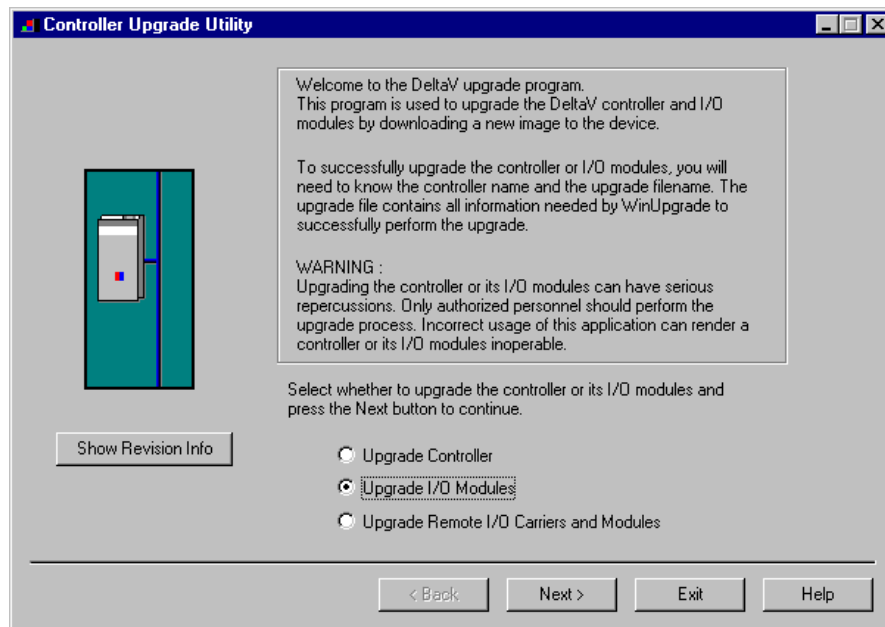 Controller Upgrade Utility
Welcome to the DeltaV upgrade program.
This program is used to upgrade the DeltaV controller and I/O
modules by downloading a new image to the device.
To successfully upgrade the controller or I/O modules, you will
need to know the controller name and the upgrade filename. The
upgrade file contains all information needed by WinUpgrade to
successfully perform the upgrade.
WARNING :
Upgrading the controller or its I/O modules can have serious
repercussions. Only authorized personnel should perform the
upgrade process. Incorrect usage of this application can render a
controller or its I/O modules inoperable.
Select whether to upgrade the controller or its I/O modules and
press the Next button to continue.
Show Revision Info
Upgrade Controller
Upgrade I/O Modules
Upgrade Remote I/O Carriers and Modules
< Back
Next >
Exit
Help